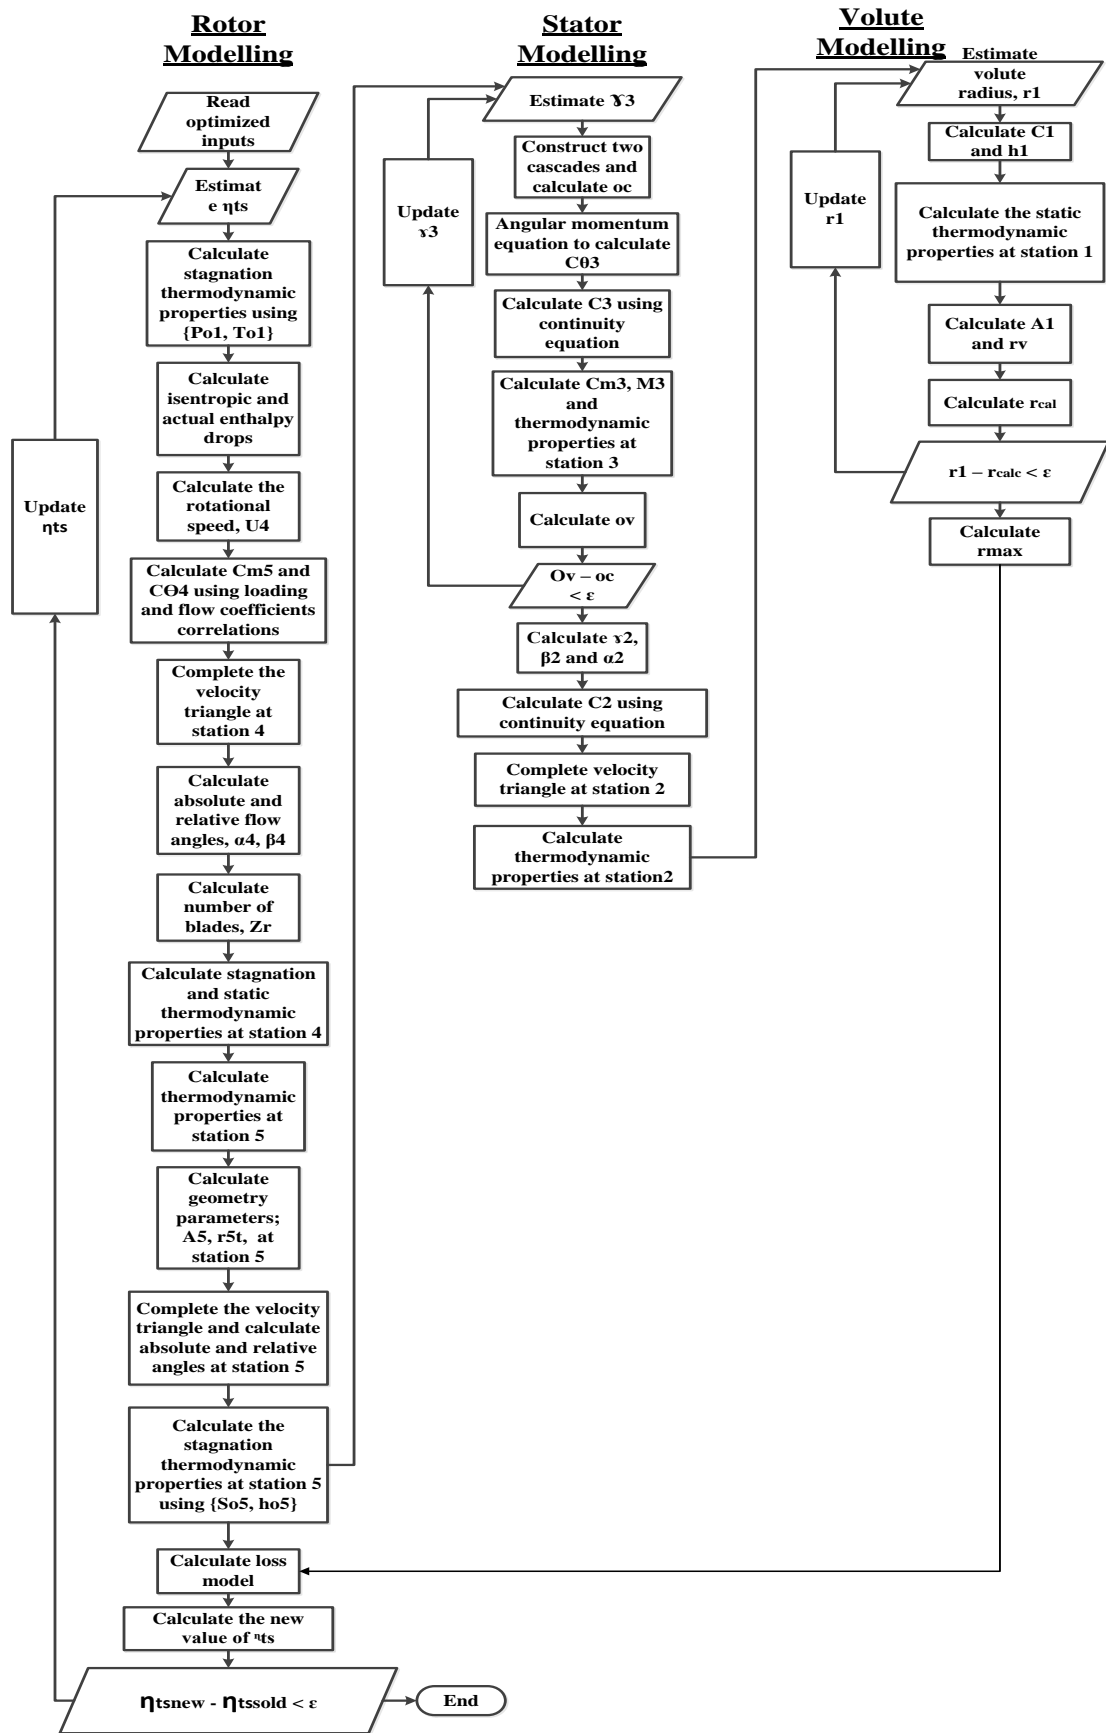 Rotor
Modelling
Read
optimized
inputs
Estimat
e ηts
Calculate
stagnation
thermodynamic
properties using
{Po1, To1}
Calculate
isentropic and
actual enthalpy
drops
Calculate the
rotational
speed, U4
Calculate Cm5 and
CΘ4 using loading
and flow coefficients
correlations
Complete the
velocity
triangle at
station 4
Calculate
absolute and
relative flow
angles, α4, β4
Calculate
number of
blades, Zr
Calculate stagnation
and static
thermodynamic
properties at station 4
Calculate
thermodynamic
properties at
station 5
Calculate
geometry
parameters;
A5, r5t, at
station 5
Complete the velocity
triangle and calculate
absolute and relative
angles at station 5
Calculate the
stagnation
thermodynamic
properties at station 5
using {So5, ho5}
Calculate loss
model
Calculate the new
value of ηts
ηtsnew - ηtssold < ε
End
Update
ηts
Stator
Modelling
Estimate ɣ3
Construct two
cascades and
calculate oc
Angular momentum
equation to calculate
Cθ3
Calculate C3 using
continuity
equation
Calculate Cm3, M3
and
thermodynamic
properties at
station 3
Calculate ov
Ov – oc
< ε
Calculate ɤ2,
β2 and α2
Calculate C2 using
continuity equation
Complete velocity
triangle at station 2
Calculate
thermodynamic
properties at station2
Update
ɤ3
Volute
Modelling
Estimate
volute
radius, r1
Calculate C1
and h1
Calculate the static
thermodynamic
properties at station 1
Calculate A1
and rv
Calculate rcal
r1 – rcalc < ε
Calculate
rmax
Update
r1